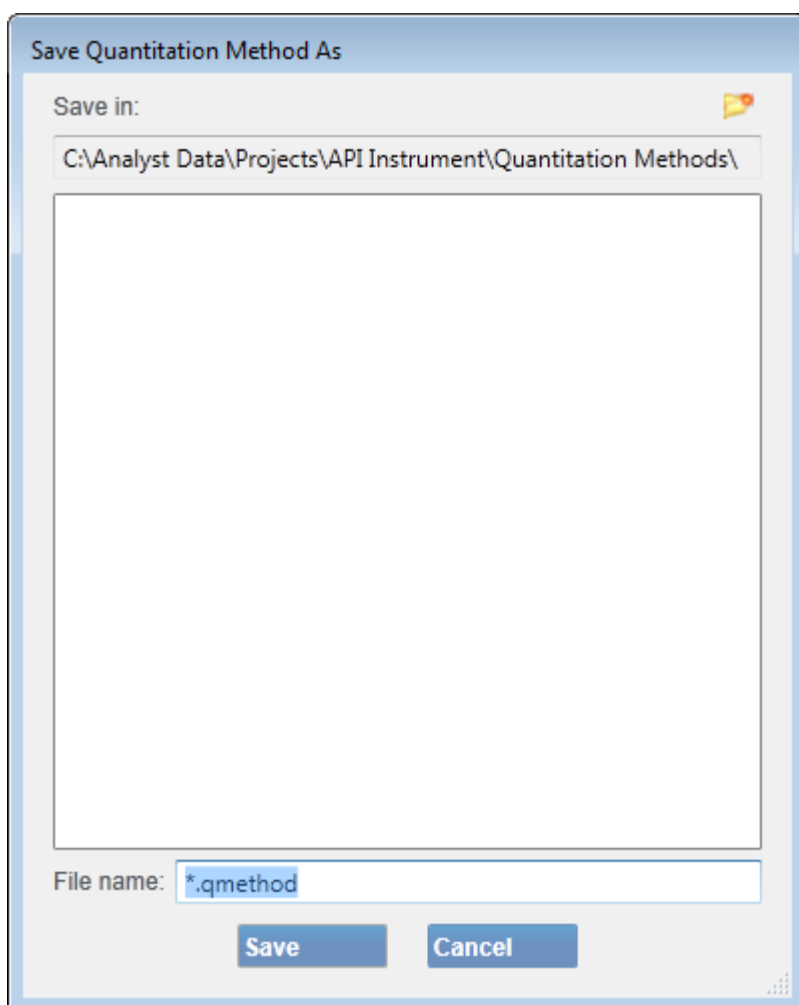 Save Quantitation Method As
Save in:
C:\Analyst Data\Projects\API Instrument\Quantitation Methods\
File name: *.qmethod
Save Cancel